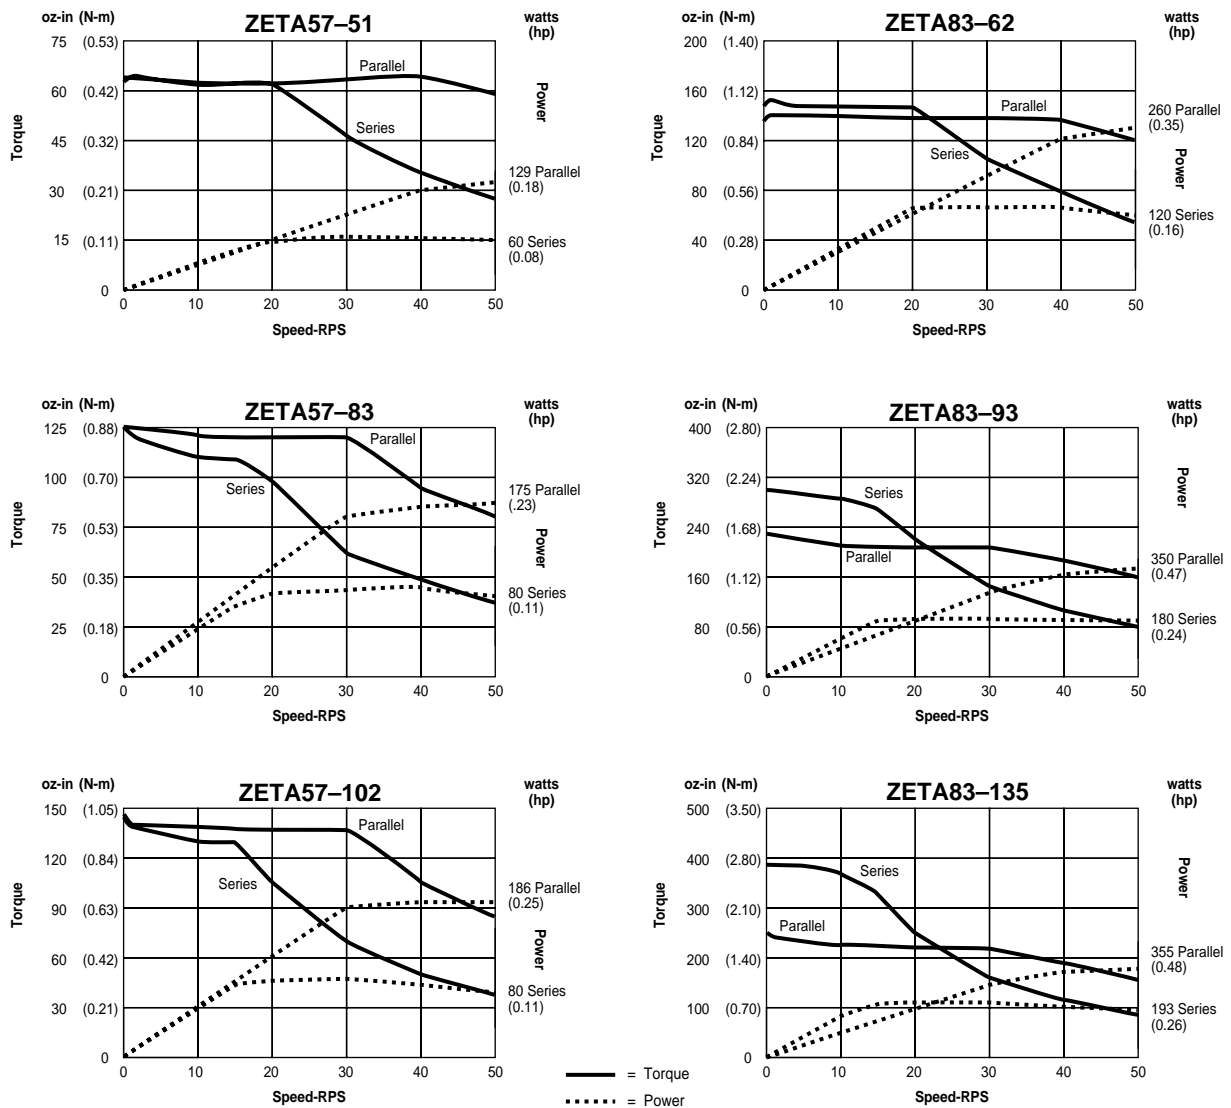 ZETA57–51
oz-in (N-m)
watts
(hp)
75 (0.53)
60 (0.42)
45 (0.32)
30 (0.21)
15 (0.11)
0
Torque
Parallel
Series
Power
129 Parallel
(0.18)
60 Series
(0.08)
0 10 20 30 40 50
Speed-RPS
ZETA83–62
oz-in (N-m)
watts
(hp)
200 (1.40)
160 (1.12)
120 (0.84)
80 (0.56)
40 (0.28)
0
Torque
Parallel
Series
260 Parallel
(0.35)
Power
120 Series
(0.16)
0 10 20 30 40 50
Speed-RPS
ZETA57–83
oz-in (N-m)
watts
(hp)
125 (0.88)
100 (0.70)
75 (0.53)
50 (0.35)
25 (0.18)
0
Torque
Parallel
Series
175 Parallel
(.23)
Power
80 Series
(0.11)
0 10 20 30 40 50
Speed-RPS
ZETA83–93
oz-in (N-m)
watts
(hp)
400 (2.80)
320 (2.24)
240 (1.68)
160 (1.12)
80 (0.56)
0
Torque
Series
Parallel
Power
350 Parallel
(0.47)
180 Series
(0.24)
0 10 20 30 40 50
Speed-RPS
ZETA57–102
oz-in (N-m)
watts
(hp)
150 (1.05)
120 (0.84)
90 (0.63)
60 (0.42)
30 (0.21)
0
Torque
Parallel
Series
186 Parallel
(0.25)
Power
80 Series
(0.11)
0 10 20 30 40 50
Speed-RPS
ZETA83–135
oz-in (N-m)
watts
(hp)
500 (3.50)
400 (2.80)
300 (2.10)
200 (1.40)
100 (0.70)
0
Torque
Series
Parallel
Power
355 Parallel
(0.48)
193 Series
(0.26)
0 10 20 30 40 50
Speed-RPS
= Torque
= Power